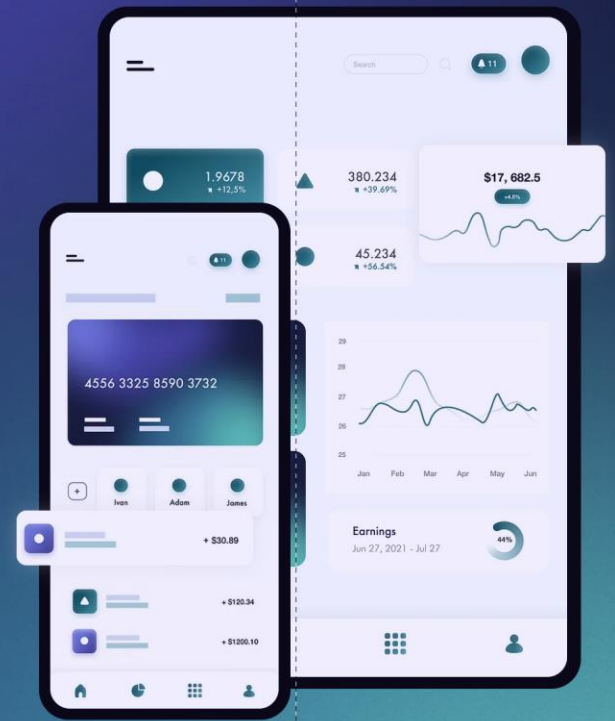 Search
11
1.9678
+12,5%
380.234
+39.69%
$17, 682.5
+4.5%
45.234
+56.54%
11
4556 3325 8590 3732
Ivan
Adam
James
+ $30.89
+ $120.34
+ $1200.10
29
28
27
26
25
Jan
Feb
Mar
Apr
May
Jun
Earnings
Jun 27, 2021 - Jul 27
44%